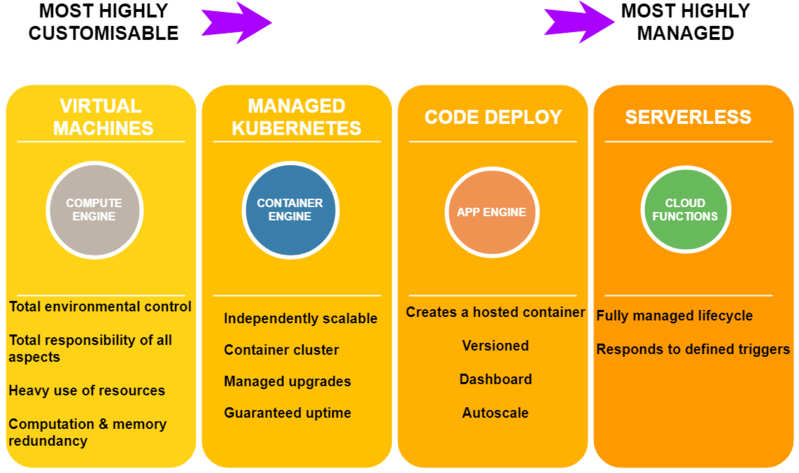 MOST HIGHLY
CUSTOMISABLE
MOST HIGHLY
MANAGED
VIRTUAL
MACHINES
COMPUTE
ENGINE
Total environmental control
Total responsibility of all
aspects
Heavy use of resources
Computation & memory
redundancy
MANAGED
KUBERNETES
CONTAINER
ENGINE
Independently scalable
Container cluster
Managed upgrades
Guaranteed uptime
CODE DEPLOY
APP ENGINE
Creates a hosted container
Versioned
Dashboard
Autoscale
SERVERLESS
CLOUD
FUNCTIONS
Fully managed lifecycle
Responds to defined triggers